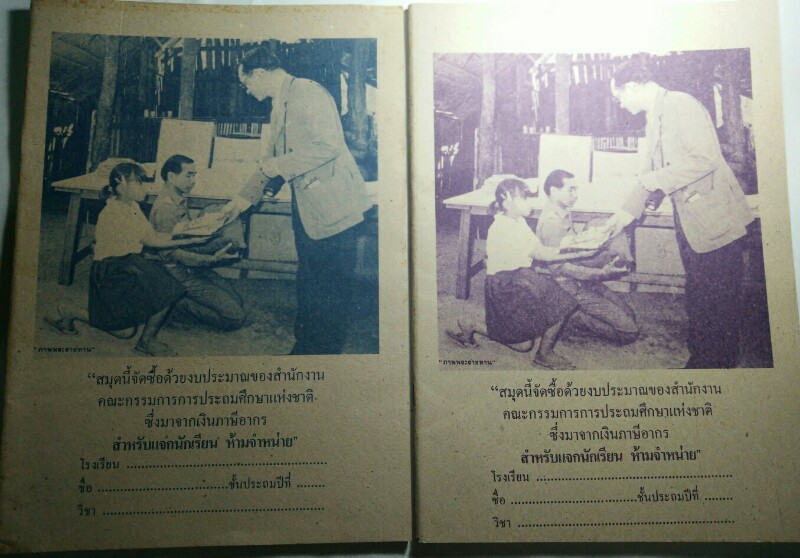 "ภาพพระราชทาน"
"สมุดนี้จัดซื้อด้วยงบประมาณของสำนักงาน
คณะกรรมการการประถมศึกษาแห่งชาติ
ซึ่งมาจากเงินภาษีอากร
สำหรับแจกนักเรียน ห้ามจำหน่าย"
โรงเรียน
ชื่อ ชั้นประถมปีที่
วิชา
"ภาพพระราชทาน"
"สมุดนี้จัดซื้อด้วยงบประมาณของสำนักงาน
คณะกรรมการการประถมศึกษาแห่งชาติ
ซึ่งมาจากเงินภาษีอากร
สำหรับแจกนักเรียน ห้ามจำหน่าย"
โรงเรียน
ชื่อ ชั้นประถมปีที่
วิชา